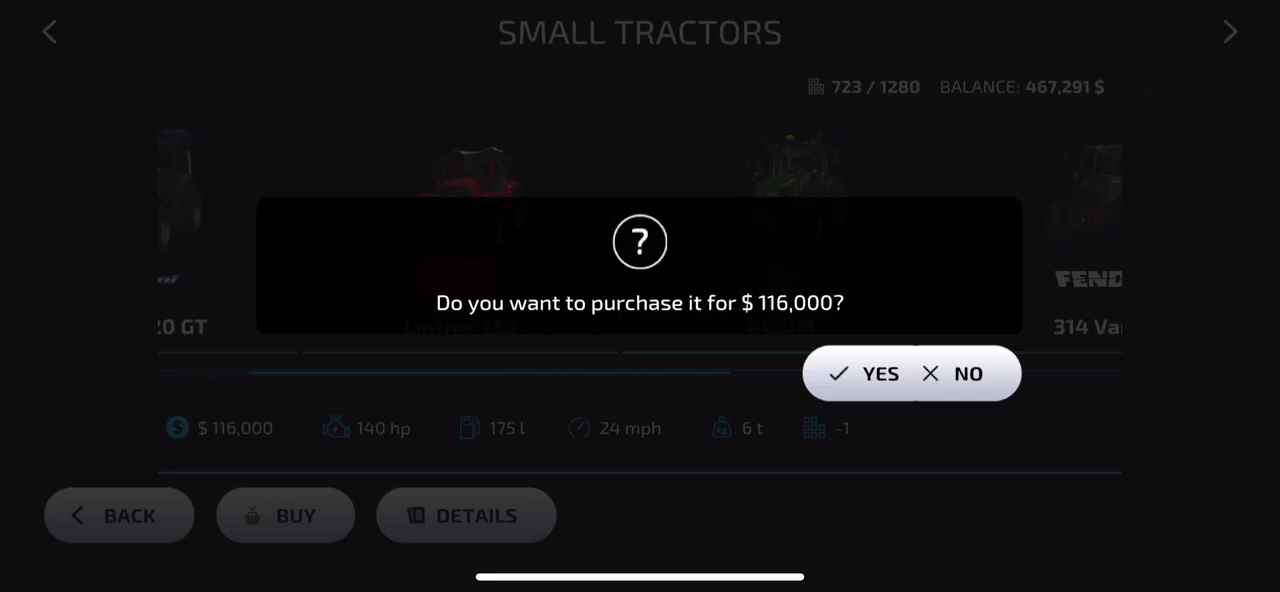 SMALL TRACTORS
723 / 1280 BALANCE: 467,291 $
?
Do you want to purchase it for $ 116,000?
FEND
20 GT
314 Va
YES NO
$ 116,000 140 hp 175 l 24 mph kg 6 t -1
BACK BUY DETAILS